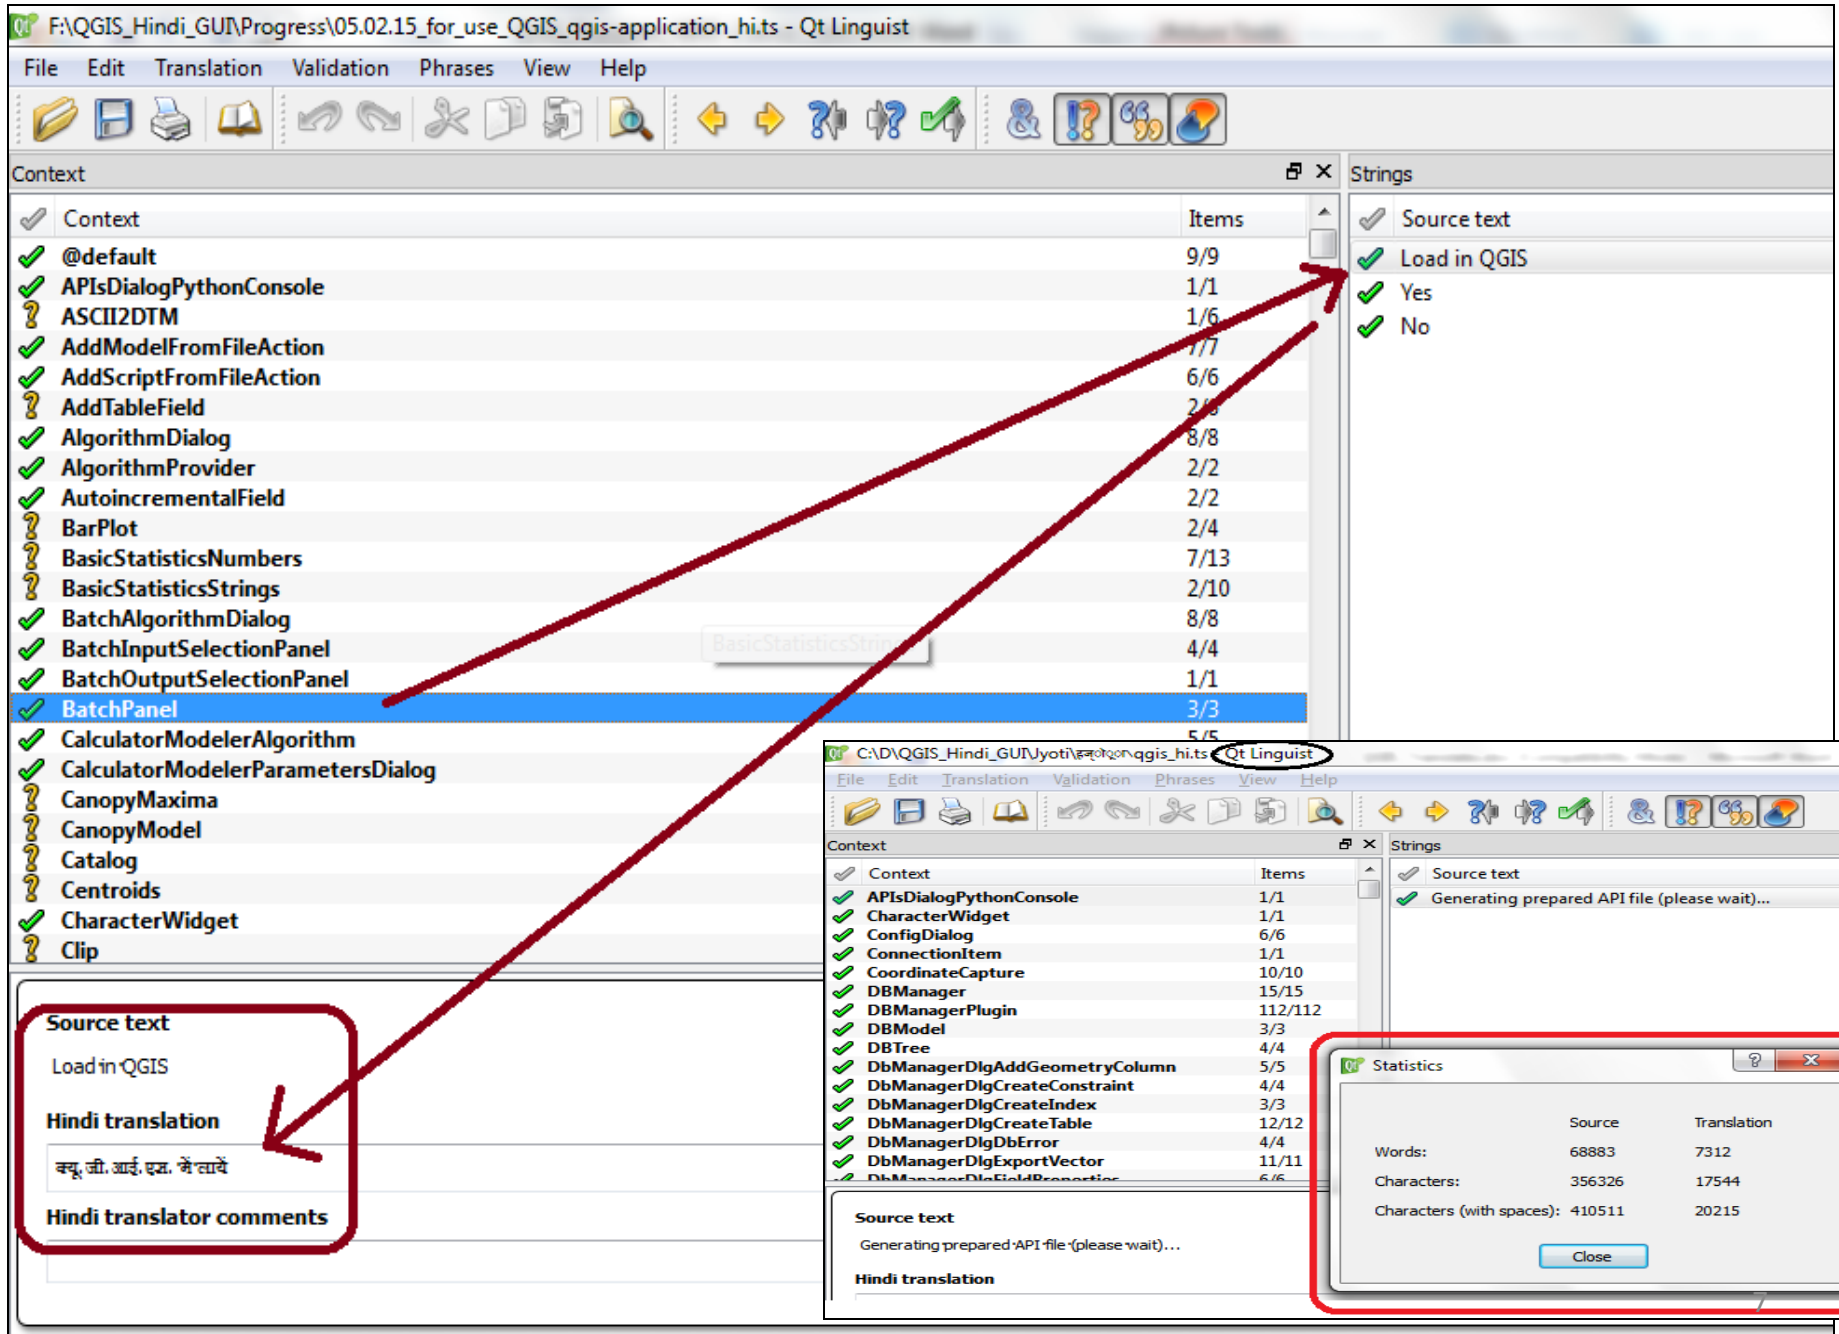 F:\QGIS_Hindi_GUI\Progress\05.02.15_for_use_QGIS_qgis-application_hi.ts - Qt Linguist
File Edit Translation Validation Phrases View Help
Context
Context Items
@default 9/9
APIsDialogPythonConsole 1/1
ASCII2DTM 1/6
AddModelFromFileAction 7/7
AddScriptFromFileAction 6/6
AddTableField
AlgorithmDialog 8/8
AlgorithmProvider 2/2
AutoincrementalField 2/2
BarPlot 2/4
BasicStatisticsNumbers 7/13
BasicStatisticsStrings 2/10
BatchAlgorithmDialog 8/8
BatchInputSelectionPanel 4/4
BatchOutputSelectionPanel 1/1
BatchPanel 3/3
CalculatorModelerAlgorithm 5/5
CalculatorModelerParametersDialog
CanopyMaxima
CanopyModel
Catalog
Centroids
CharacterWidget
Clip
Strings
Source text
Load in QGIS
Yes
No
Source text
Load in QGIS
Hindi translation
क्यू. जी. आई. एस. में लायें
Hindi translator comments
qgis_hi.ts - Qt Linguist
File Edit Translation Validation Phrases View Help
Context
Context Items
APIsDialogPythonConsole 1/1
CharacterWidget 1/1
ConfigDialog 6/6
ConnectionItem 1/1
CoordinateCapture 10/10
DBManager 15/15
DBManagerPlugin 112/112
DBModel 3/3
DBTree 4/4
DbManagerDlgAddGeometryColumn 5/5
DbManagerDlgCreateConstraint 4/4
DbManagerDlgCreateIndex 3/3
DbManagerDlgCreateTable 12/12
DbManagerDlgDbError 4/4
DbManagerDlgExportVector 11/11
DbManagerDlgFieldProperties 6/6
Strings
Source text
Generating prepared API file (please wait)...
Source text
Generating prepared API file (please wait)...
Hindi translation
Statistics
Source Translation
Words: 68883 7312
Characters: 356326 17544
Characters (with spaces): 410511 20215
Close
7